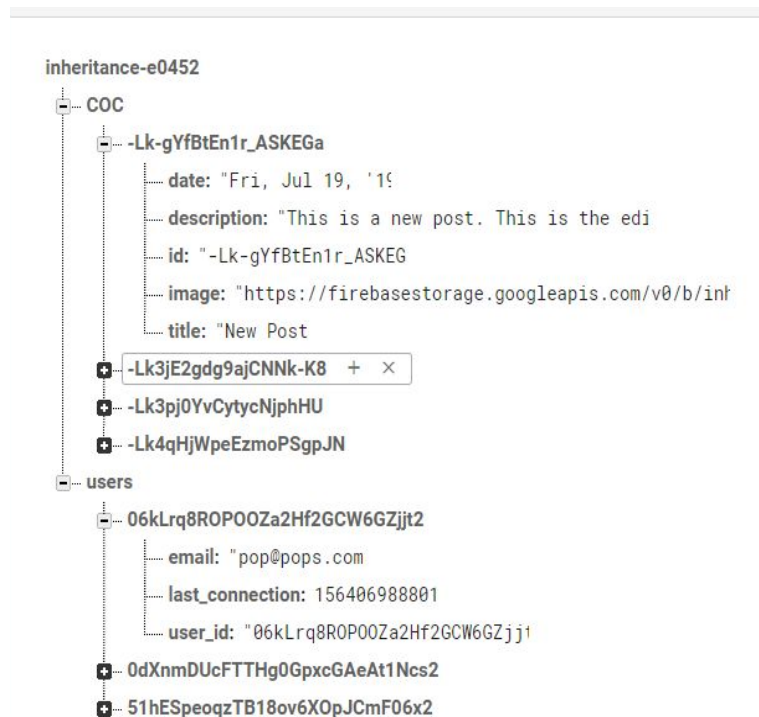 inheritance-e0452
COC
-Lk-gYfBtEn1r_ASKEGa
date: "Fri, Jul 19, '19
description: "This is a new post. This is the edi
id: "-Lk-gYfBtEn1r_ASKEG
image: "https://firebasestorage.googleapis.com/v0/b/inh
title: "New Post
-Lk3jE2gdg9ajCNNk-K8 + ×
-Lk3pj0YvCytycNjphHU
-Lk4qHjWpeEzmoPSgpJN
users
06kLrq8ROPOOZa2Hf2GCW6GZjjt2
email: "pop@pops.com
last_connection: 156406988801
user_id: "06kLrq8ROPOOZa2Hf2GCW6GZjjt
0dXnmDUcFTTHg0GpxcGAeAt1Ncs2
51hESpeoqzTB18ov6XOpJCmF06x2